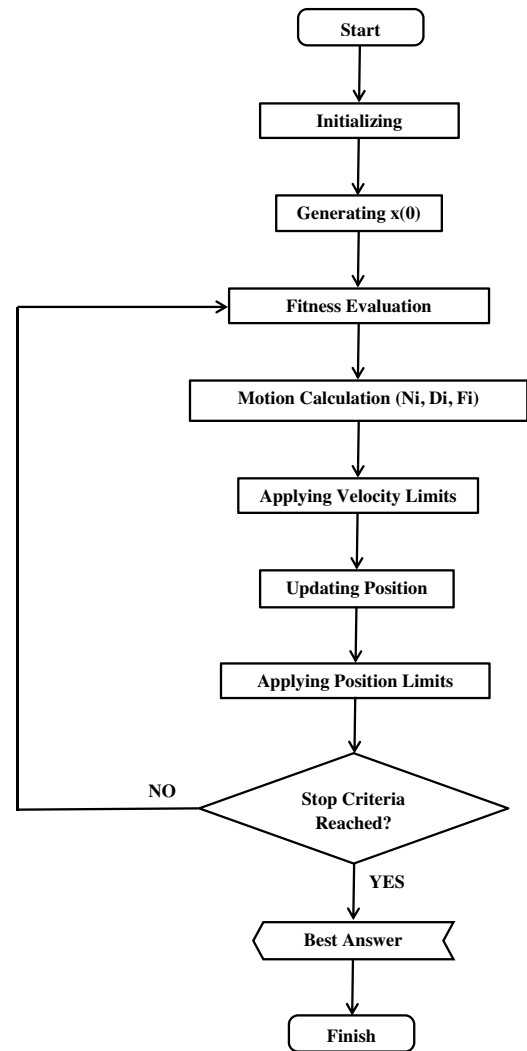 Start
Initializing
Generating x(0)
Fitness Evaluation
Motion Calculation (Ni, Di, Fi)
Applying Velocity Limits
Updating Position
Applying Position Limits
NO
Stop Criteria
Reached?
YES
Best Answer
Finish